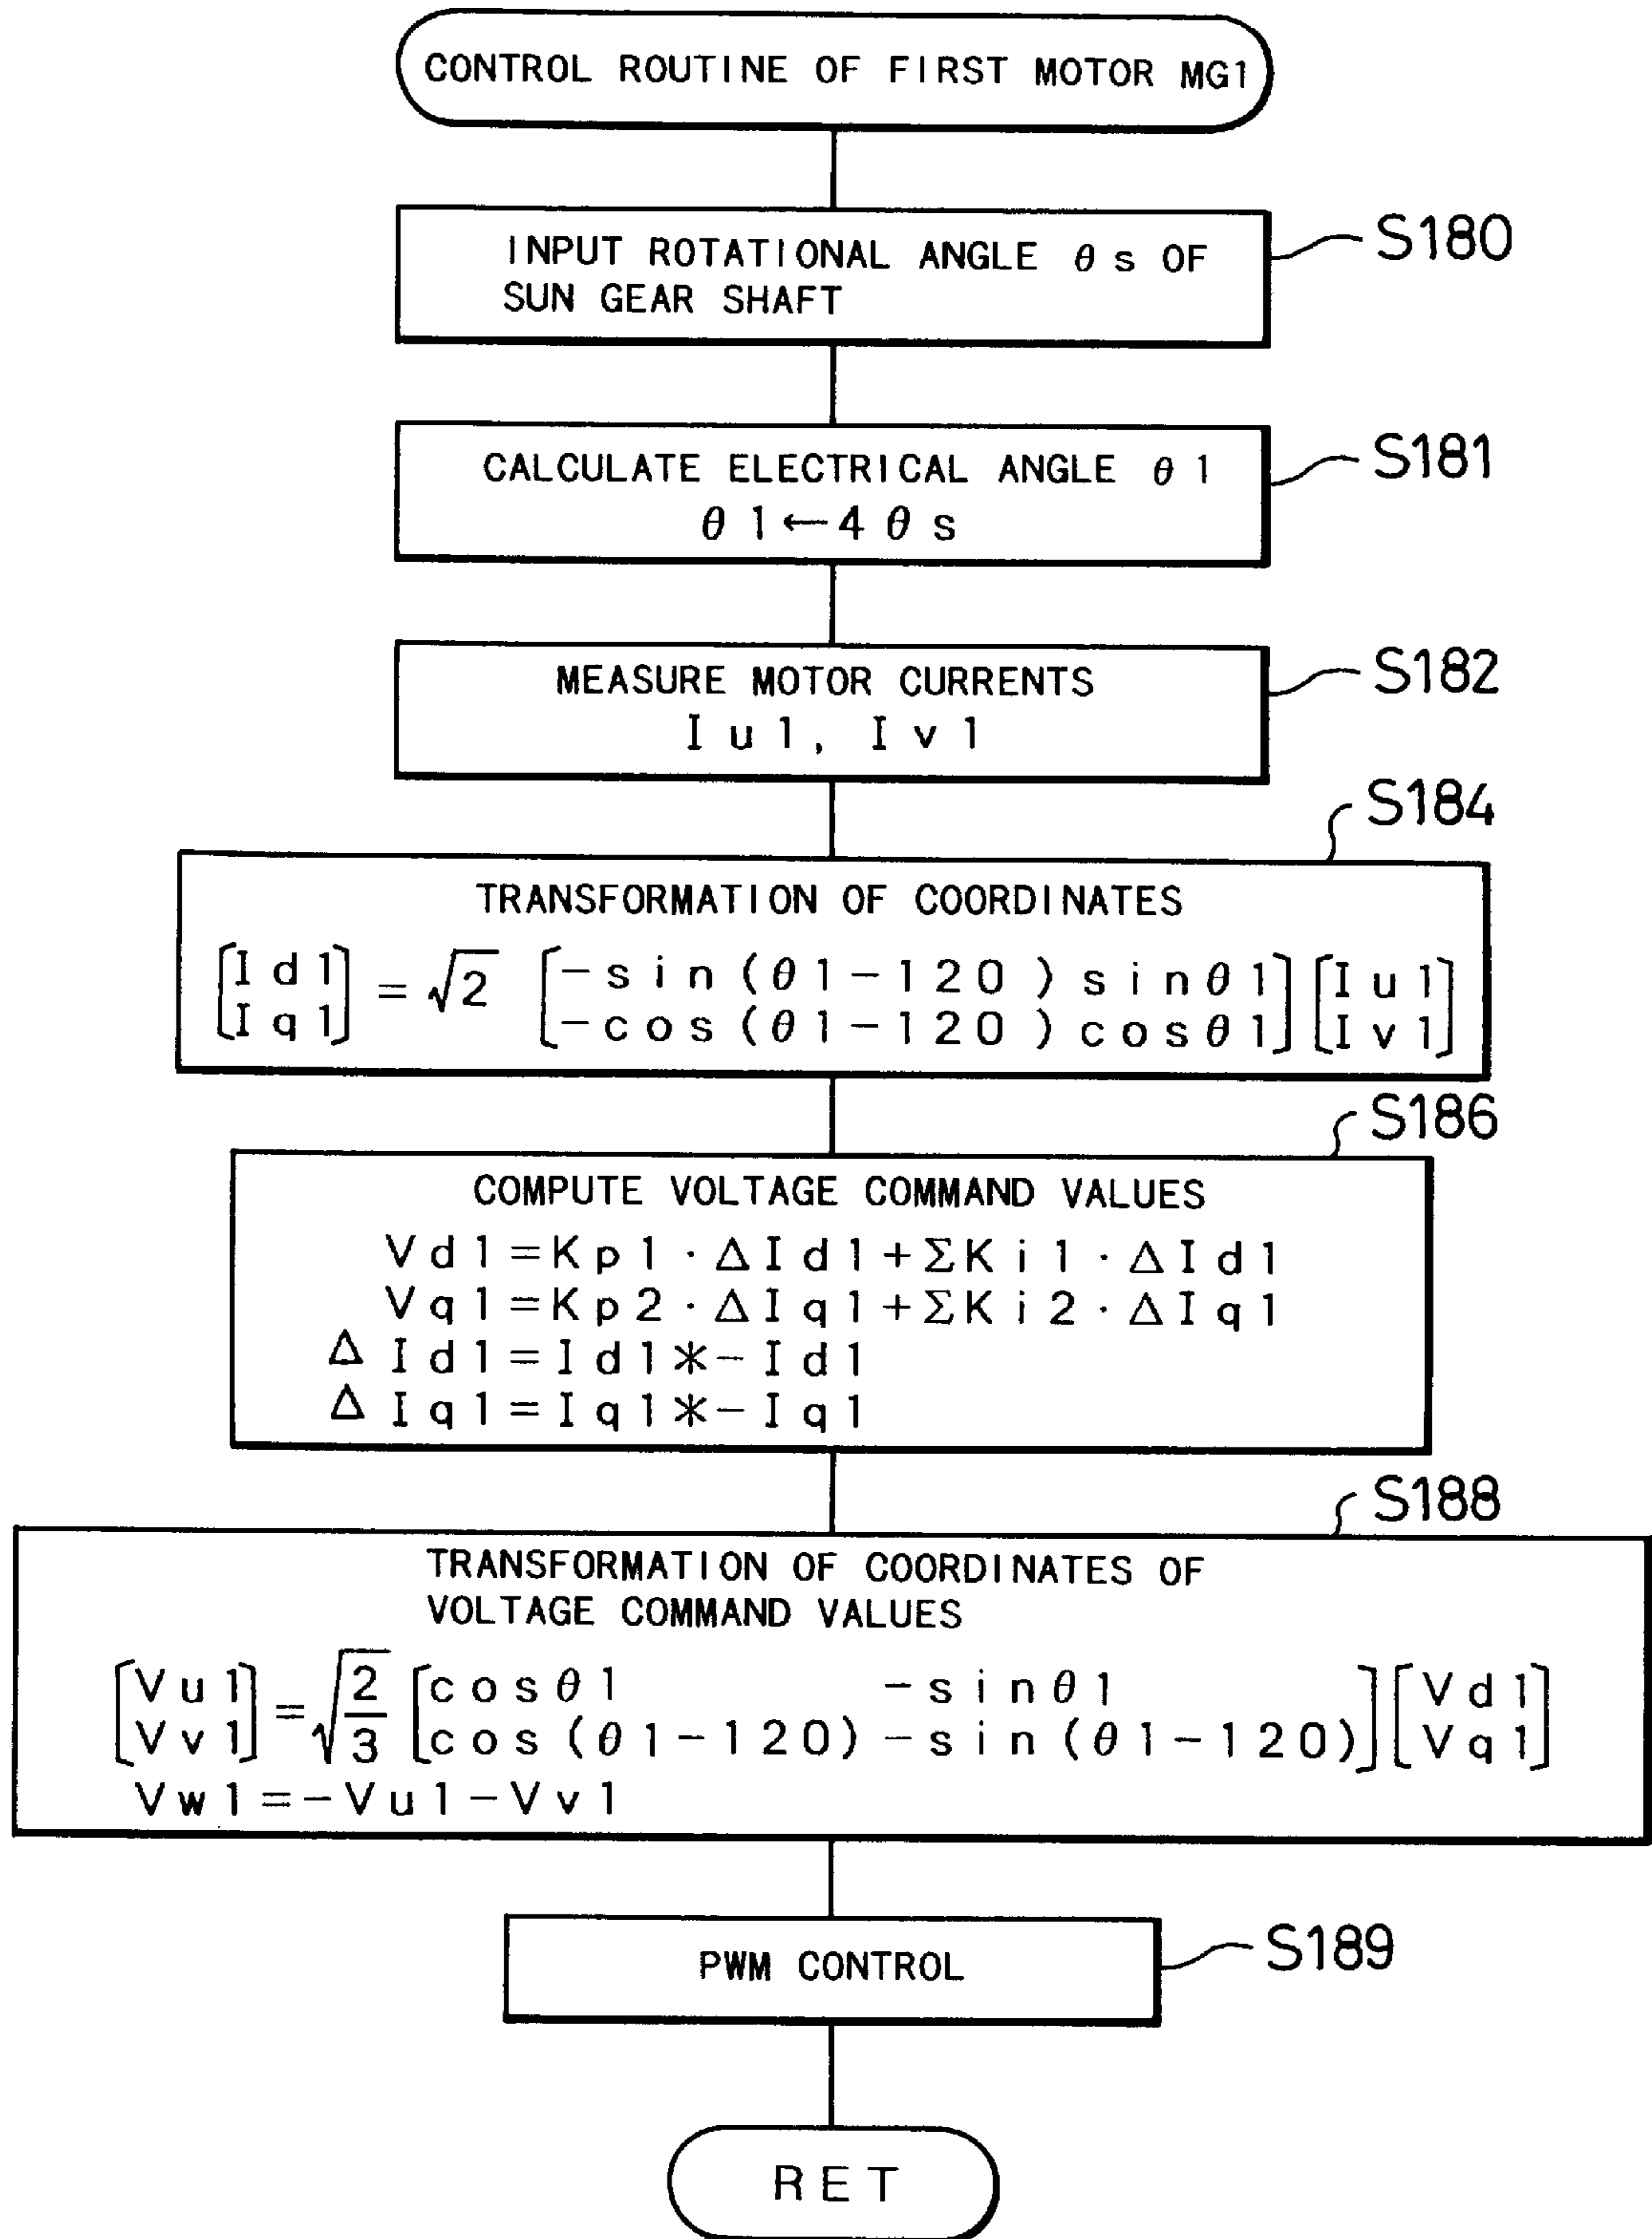 CONTROL ROUTINE OF FIRST MOTOR MG1
S180
INPUT ROTATIONAL ANGLE θs OF
SUN GEAR SHAFT
S181
CALCULATE ELECTRICAL ANGLE θ1
θ1←4θs
S182
MEASURE MOTOR CURRENTS
Iu1, Iv1
S184
TRANSFORMATION OF COORDINATES
[Id1] = √2 [-sin(θ1-120) sinθ1] [Iu1]
[Iq1] [-cos(θ1-120) cosθ1] [Iv1]
S186
COMPUTE VOLTAGE COMMAND VALUES
Vd1=Kp1·ΔId1+ΣKi1·ΔId1
Vq1=Kp2·ΔIq1+ΣKi2·ΔIq1
ΔId1=Id1*-Id1
ΔIq1=Iq1*-Iq1
S188
TRANSFORMATION OF COORDINATES OF
VOLTAGE COMMAND VALUES
[Vu1] = √2/3 [cosθ1 -sinθ1] [Vd1]
[Vv1] [cos(θ1-120) -sin(θ1-120)] [Vq1]
Vw1=-Vu1-Vv1
S189
PWM CONTROL
RET